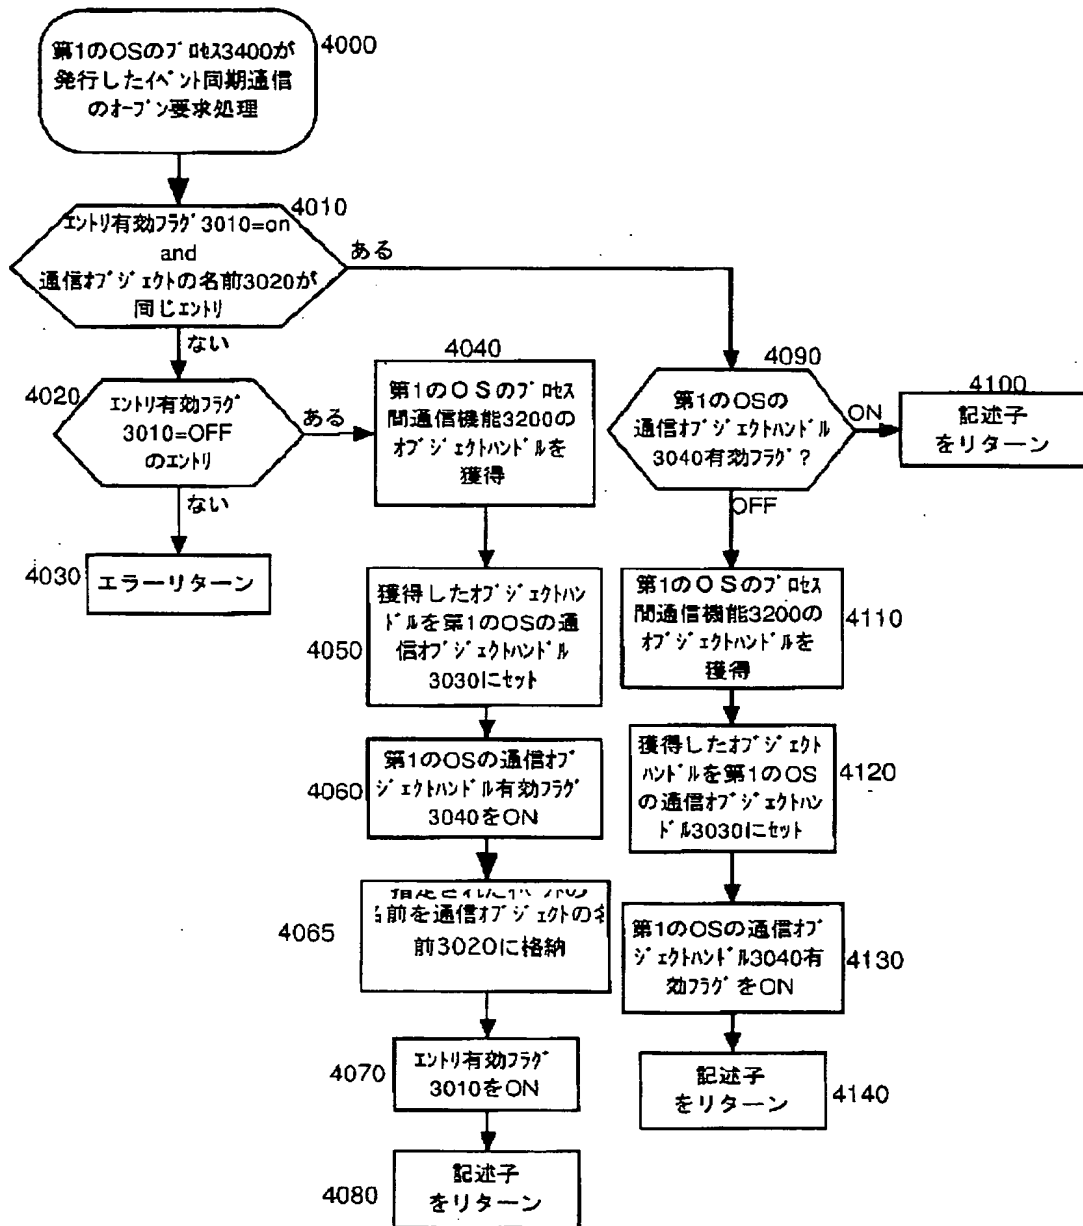 第1のOSのプロセス3400が
発行したイベント同期通信
のオープン要求処理
4000
エントリ有効フラグ3010=on
and
通信オブジェクトの名前3020が
同じエントリ
4010
ある
ない
4020
エントリ有効フラグ
3010=OFF
のエントリ
ある
ない
4030
エラーリターン
4040
第1のOSのプロセス
間通信機能3200の
オブジェクトハンドルを
獲得
4050
獲得したオブジェクトハン
ドルを第1のOSの通
信オブジェクトハンドル
3030にセット
4060
第1のOSの通信オブ
ジェクトハンドル有効フラグ
3040をON
4065
指定されたイベントの
名前を通信オブジェクトの名
前3020に格納
4070
エントリ有効フラグ
3010をON
4080
記述子
をリターン
4090
第1のOSの
通信オブジェクトハンドル
3040有効フラグ?
ON
OFF
4100
記述子
をリターン
第1のOSのプロセス
間通信機能3200の
オブジェクトハンドルを
獲得
4110
獲得したオブジェクト
ハンドルを第1のOS
の通信オブジェクトハン
ドル3030にセット
4120
第1のOSの通信オブ
ジェクトハンドル3040有
効フラグをON
4130
記述子
をリターン
4140